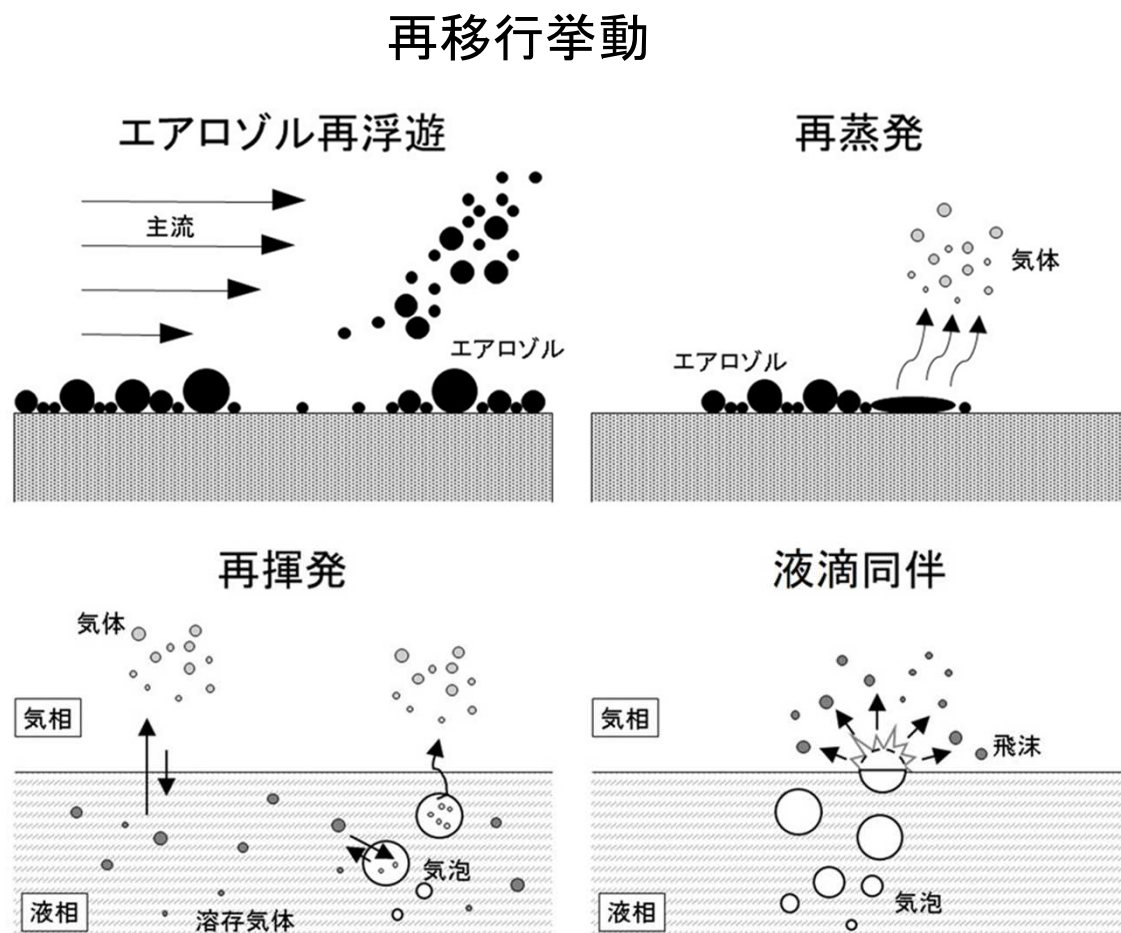 再移行挙動
エアロゾル再浮遊
主流
エアロゾル
再蒸発
気体
エアロゾル
再揮発
気体
気相
気泡
液相
溶存気体
液滴同伴
気相
飛沫
気泡
液相